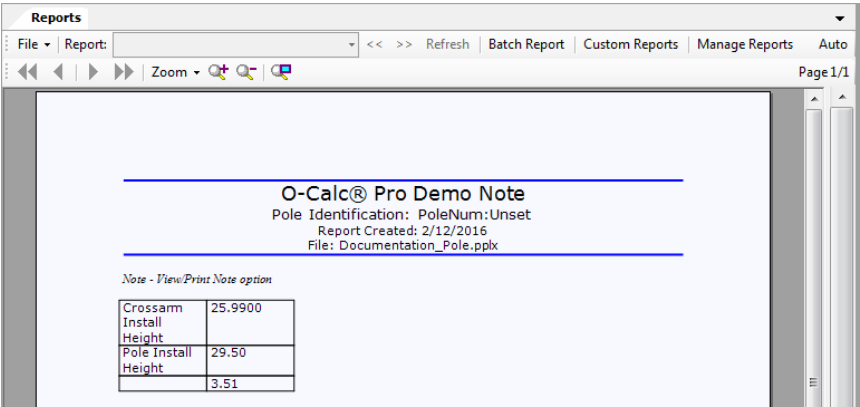 Reports
File Report: << >> Refresh Batch Report Custom Reports Manage Reports Auto
Zoom Page 1/1
O-Calc® Pro Demo Note
Pole Identification: PoleNum:Unset
Report Created: 2/12/2016
File: Documentation_Pole.pplx
Note - View/Print Note option
Crossarm 25.9900
Install
Height
Pole Install 29.50
Height
3.51